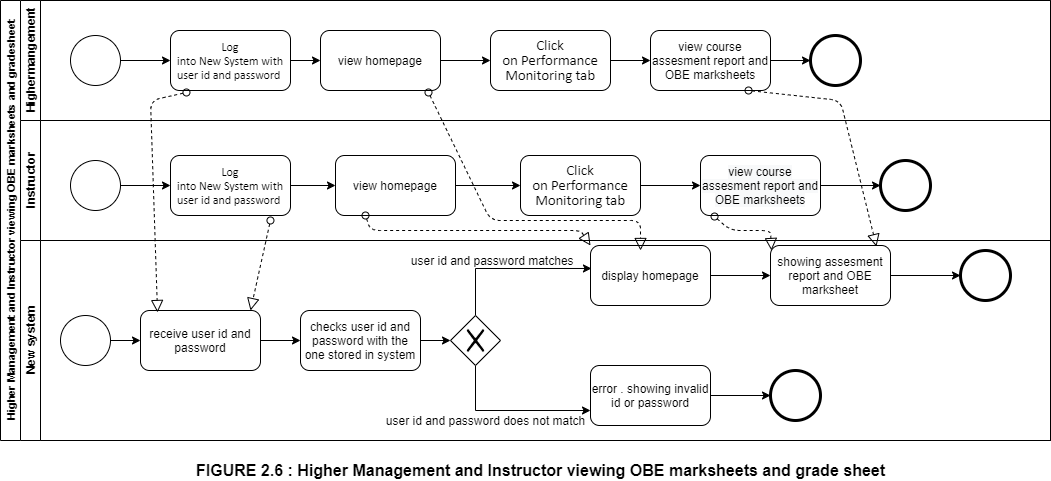 Higher Management and Instructor viewing OBE marksheets and gradesheet
Highermangement
Log
into New System with
user id and password
view homepage
Click
on Performance
Monitoring tab
view course
assesment report and
OBE marksheets
Instructor
Log
into New System with
user id and password
view homepage
Click
on Performance
Monitoring tab
view course
assesment report and
OBE marksheets
New system
receive user id and
password
checks user id and
password with the
one stored in system
user id and password matches
display homepage
showing assesment
report and OBE
marksheet
user id and password does not match
error . showing invalid
id or password
FIGURE 2.6 : Higher Management and Instructor viewing OBE marksheets and grade sheet